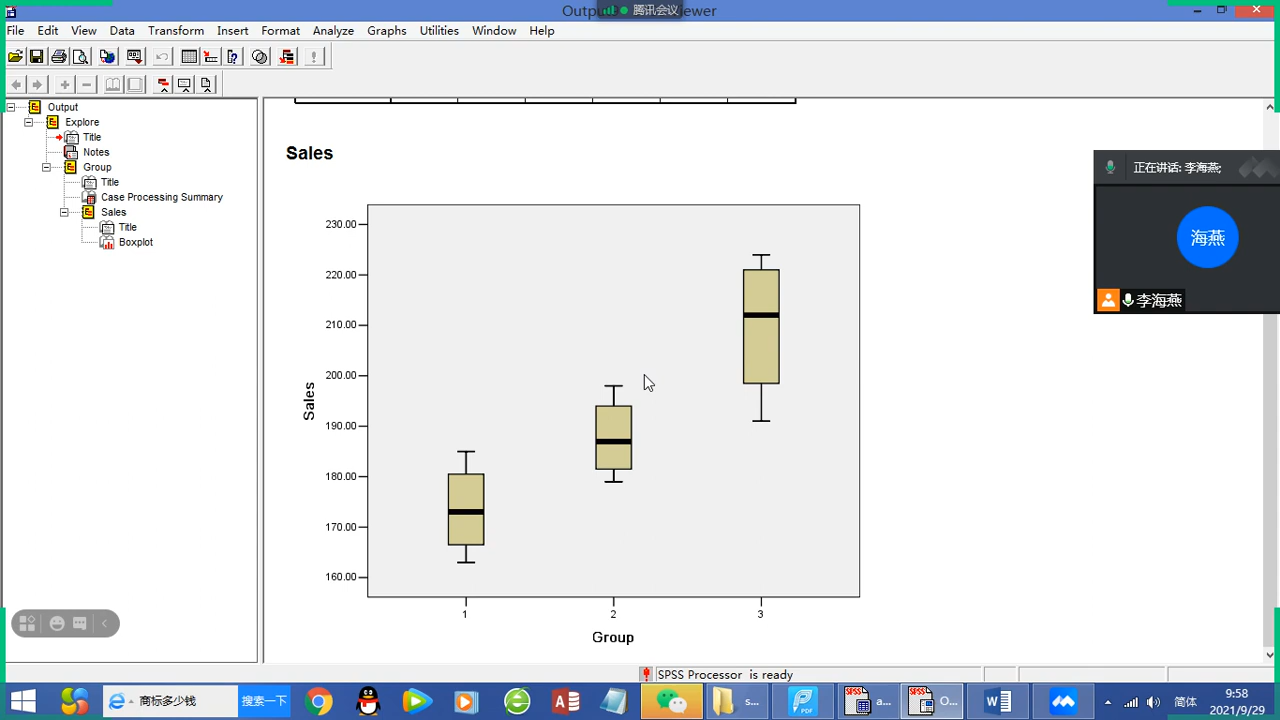 Outp
腾讯会议
ewer
File Edit View Data Transform Insert Format Analyze Graphs Utilities Window Help
Output
Explore
Title
Notes
Group
Title
Case Processing Summary
Sales
Title
Boxplot
Sales
230.00
220.00
210.00
200.00
190.00
180.00
170.00
160.00
Sales
1 2 3
Group
正在讲话: 李海燕;
海燕
李海燕
SPSS Processor is ready
商标多少钱
搜索一下
s...
PDF
SPSS
a...
SPSS
O...
简体
9:58
2021/9/29